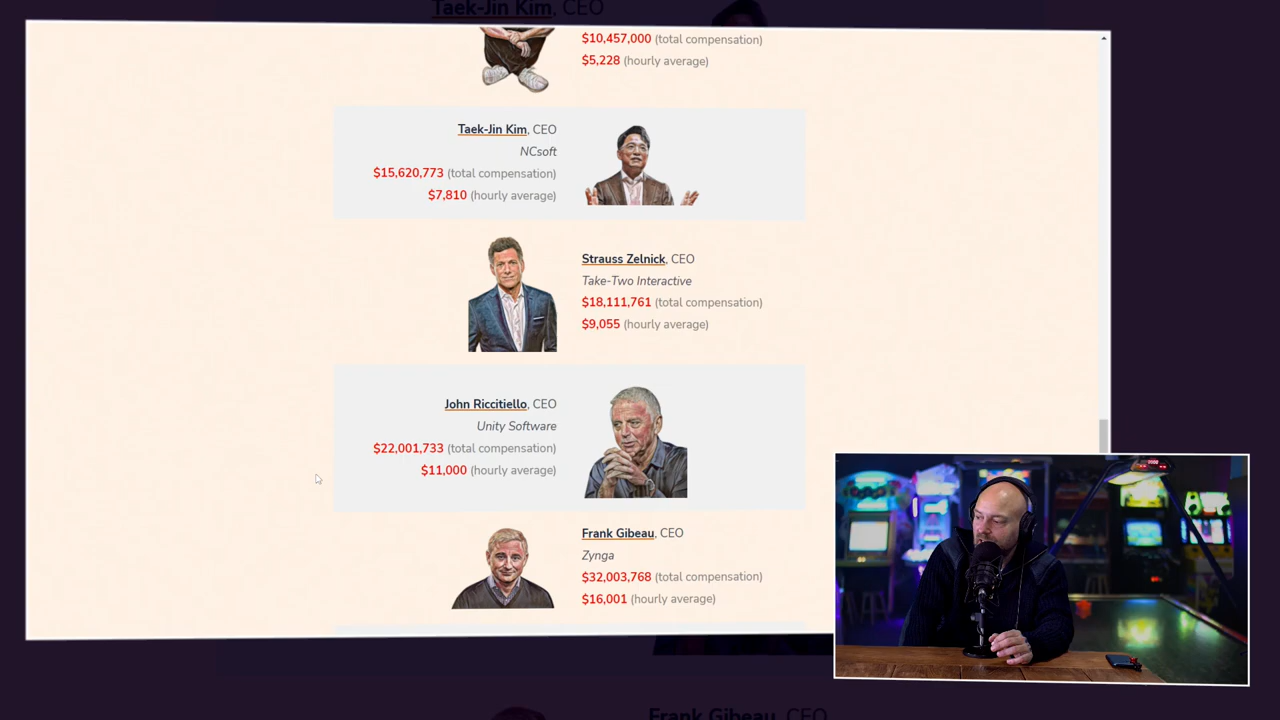 Taek-Jin Kim, CEO
$10,457,000 (total compensation)
$5,228 (hourly average)
Taek-Jin Kim, CEO
NCsoft
$15,620,773 (total compensation)
$7,810 (hourly average)
Strauss Zelnick, CEO
Take-Two Interactive
$18,111,761 (total compensation)
$9,055 (hourly average)
John Riccitiello, CEO
Unity Software
$22,001,733 (total compensation)
$11,000 (hourly average)
Frank Gibeau, CEO
Zynga
$32,003,768 (total compensation)
$16,001 (hourly average)
Frank Gibeau, CEO